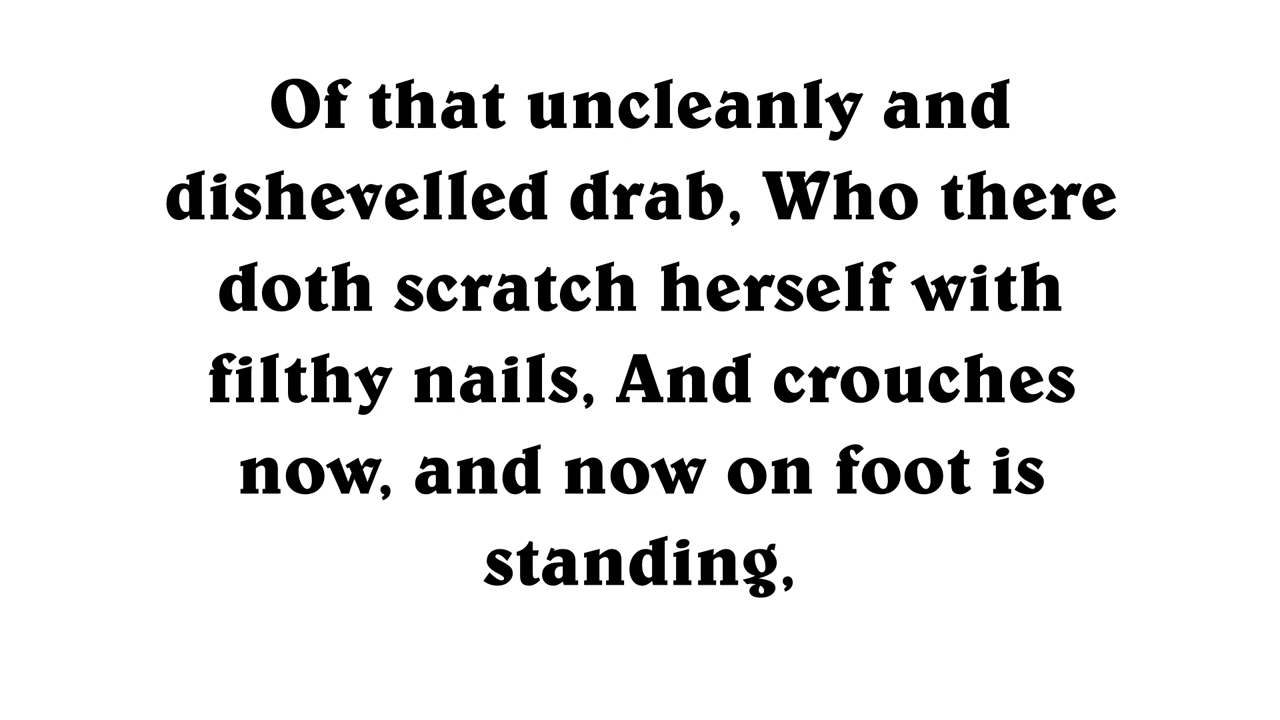 Of that uncleanly and
dishevelled drab, Who there
doth scratch herself with
filthy nails, And crouches
now, and now on foot is
standing,